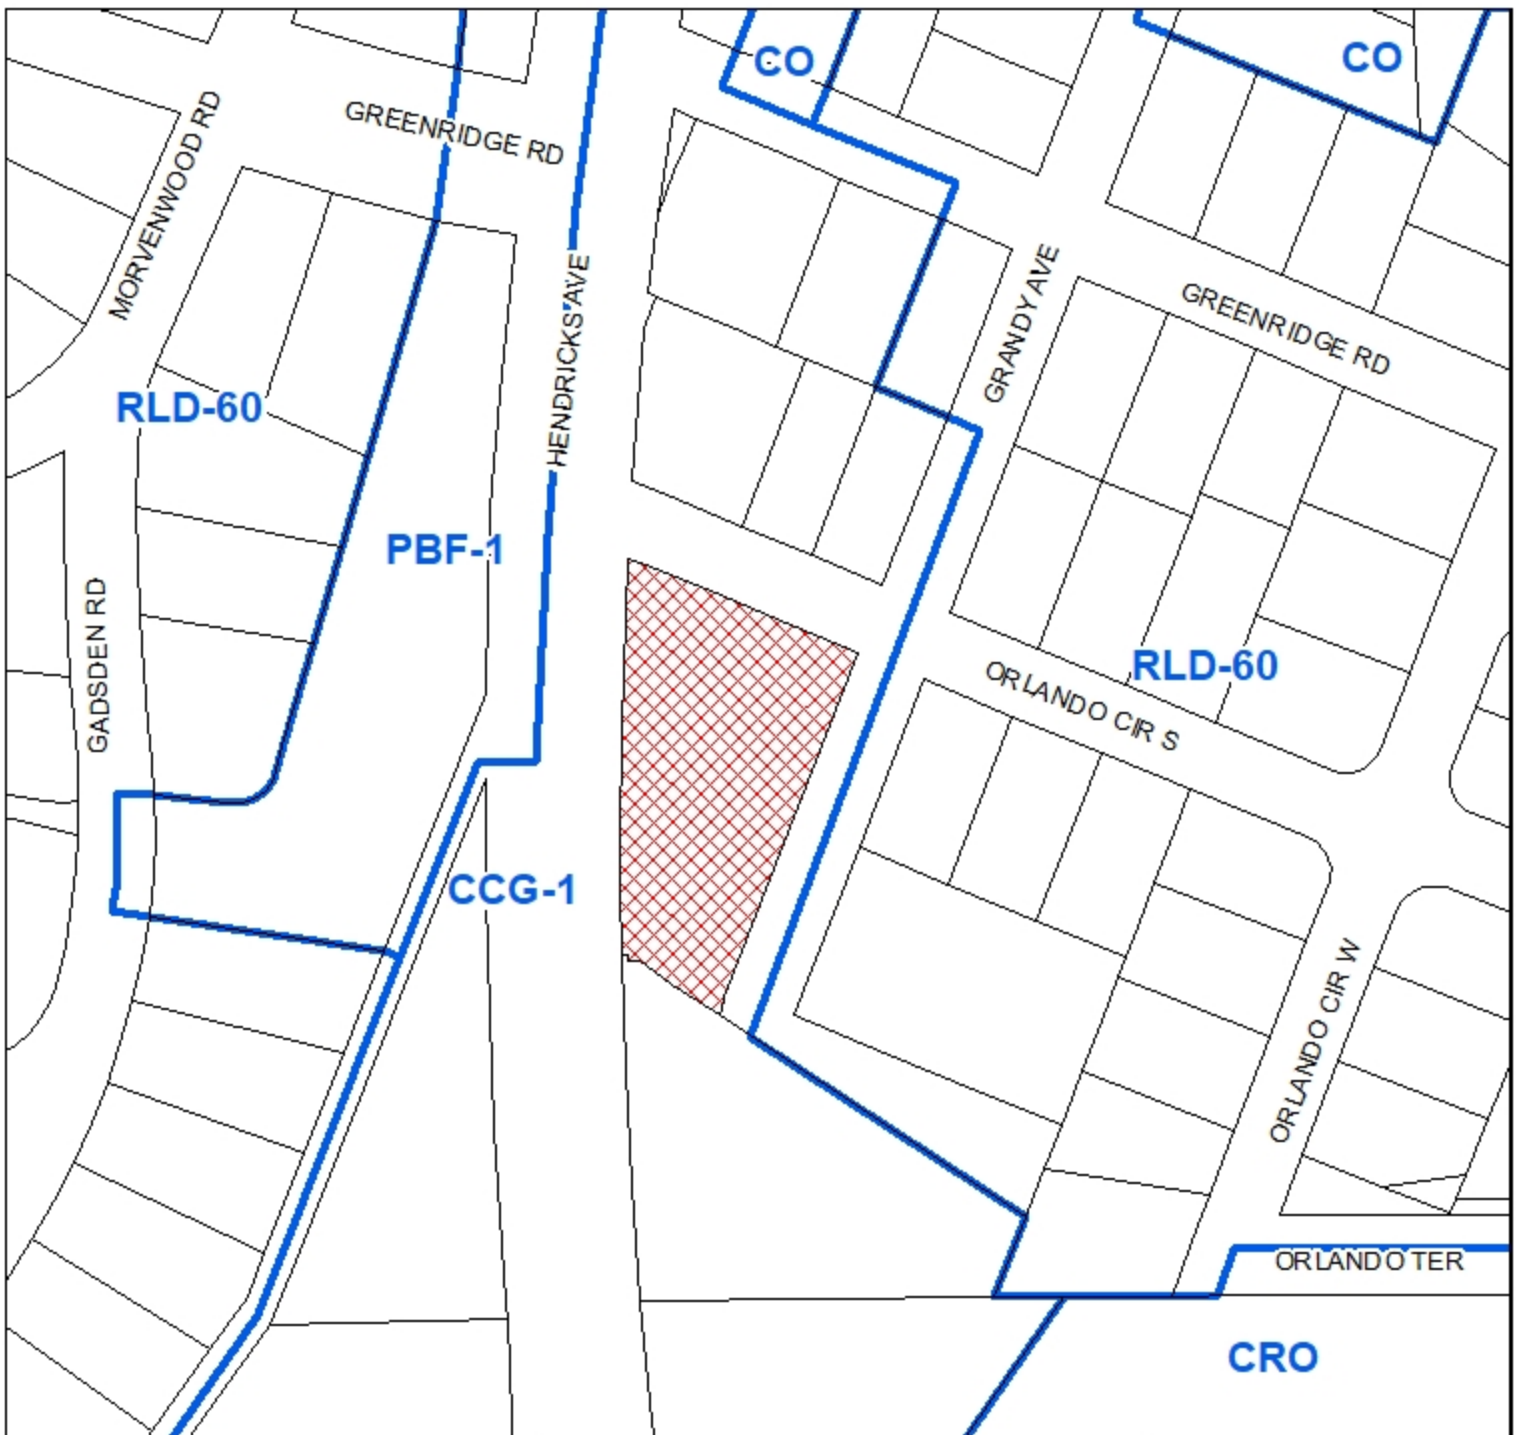 CO
CO
GREENRIDGE RD
MORVENWOOD RD
HENDRICKS AVE
GRANDY AVE
GREENRIDGE RD
RLD-60
PBF-1
GADSDEN RD
RLD-60
ORLANDO CIR S
CCG-1
ORLANDO CIR W
ORLANDO TER
CRO